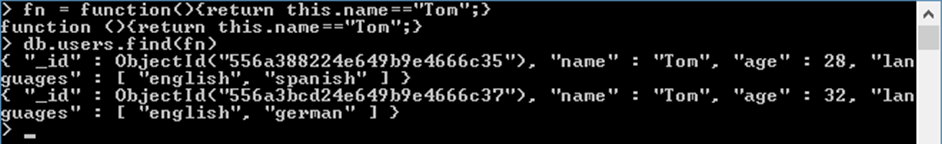 > fn = function(){return this.name=="Tom";}
function (){return this.name=="Tom";}
> db.users.find(fn)
{ "_id" : ObjectId("556a388224e649b9e4666c35"), "name" : "Tom", "age" : 28, "lan
guages" : [ "english", "spanish" ] }
{ "_id" : ObjectId("556a3bcd24e649b9e4666c37"), "name" : "Tom", "age" : 32, "lan
guages" : [ "english", "german" ] }
> _